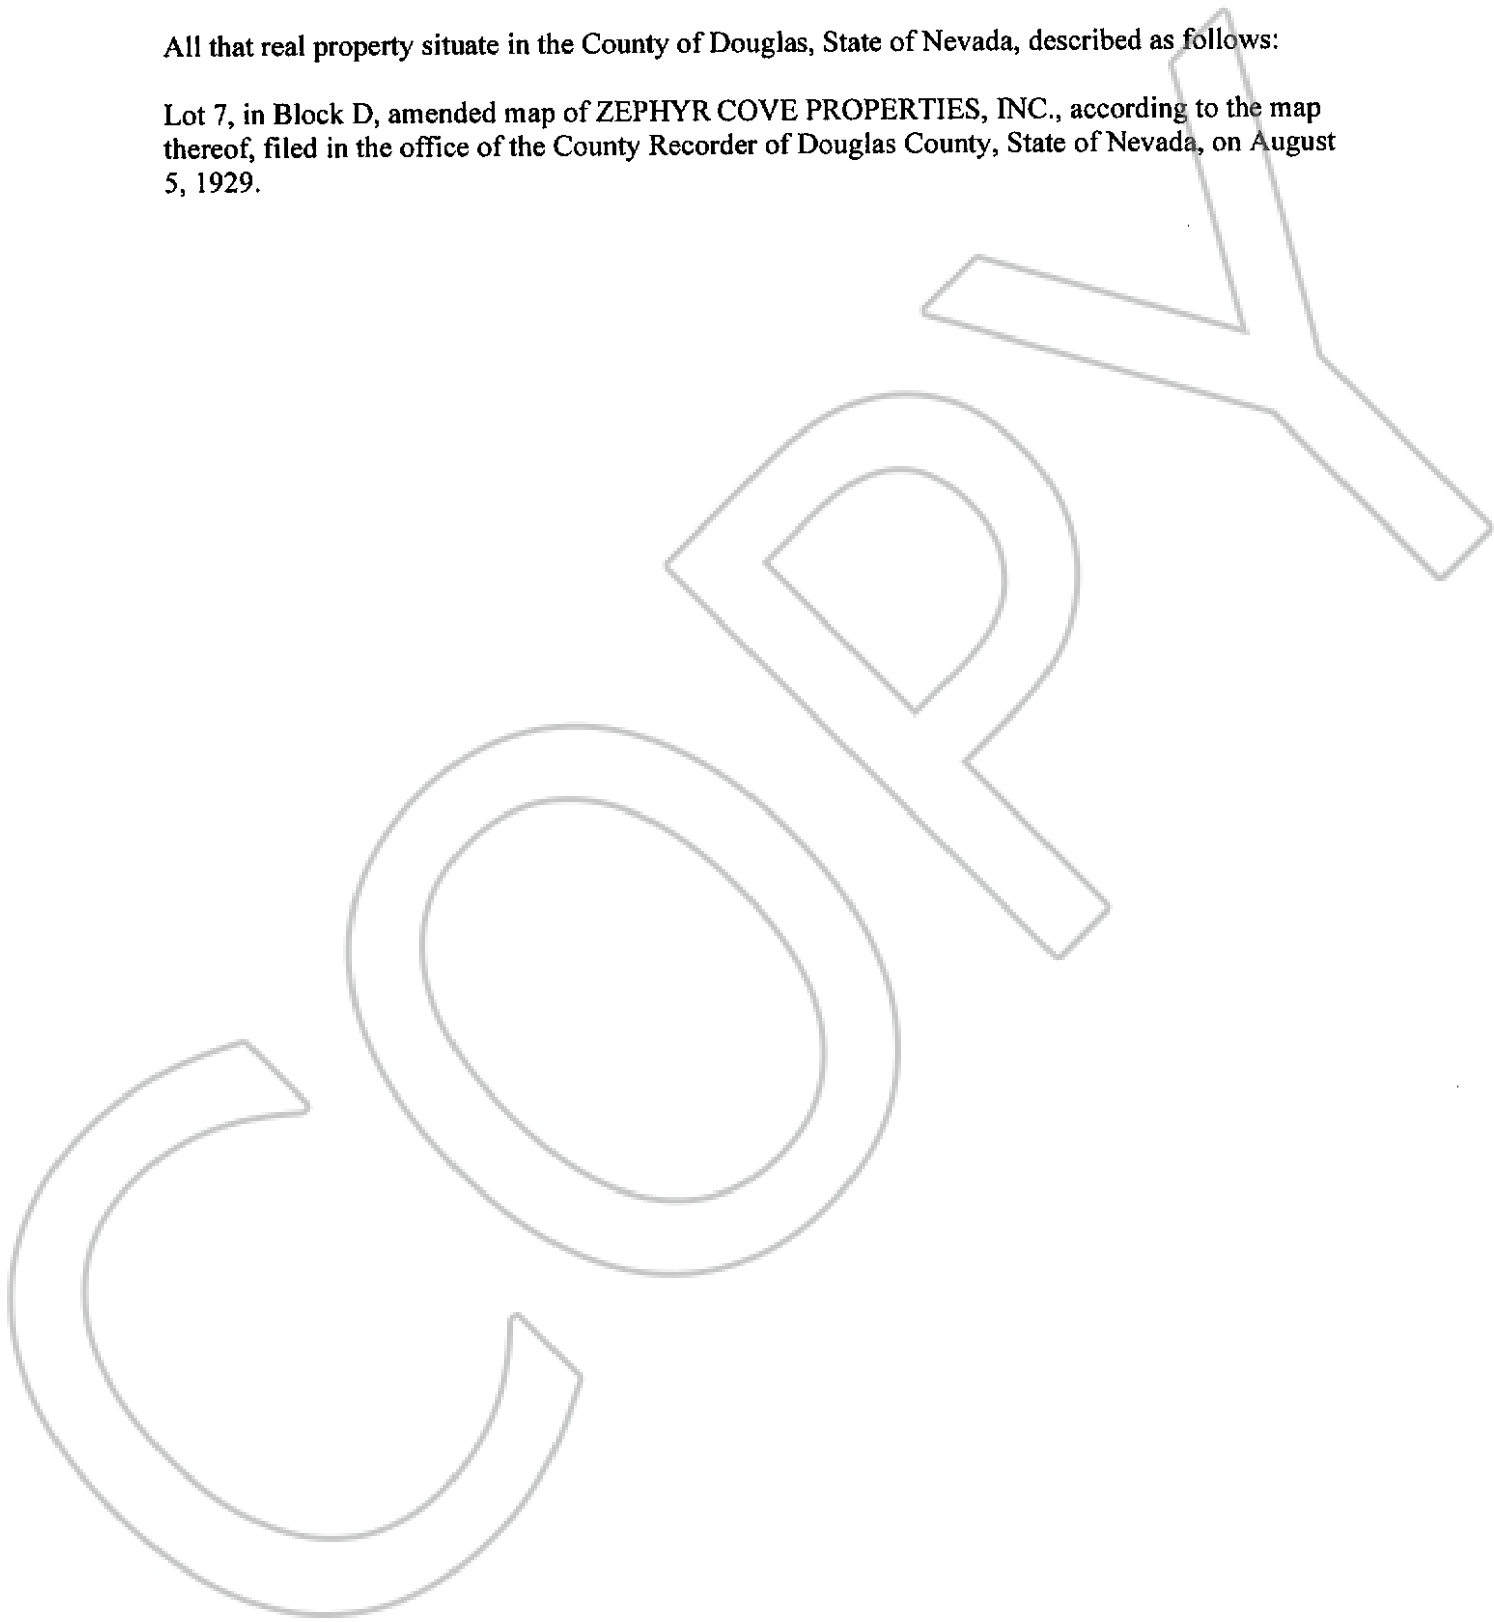 All that real property situate in the County of Douglas, State of Nevada, described as follows:
Lot 7, in Block D, amended map of ZEPHYR COVE PROPERTIES, INC., according to the map
thereof, filed in the office of the County Recorder of Douglas County, State of Nevada, on August
5, 1929.
COPY